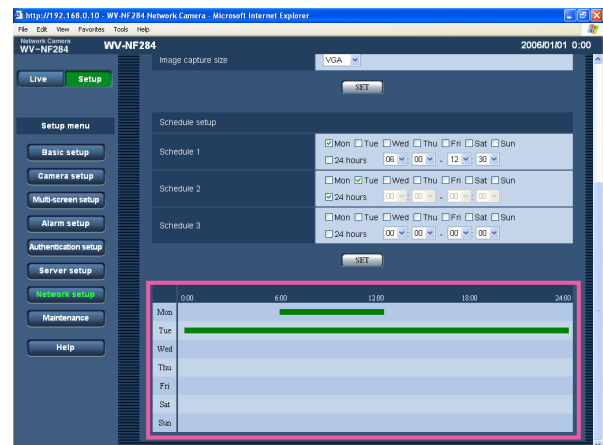 http://192.168.0.10 - WV-NF284 Network Camera - Microsoft Internet Explorer
File Edit View Favorites Tools Help
Network Camera
WV-NF284
WV-NF284
2006/01/01 0:00
Live Setup
Setup menu
Basic setup
Camera setup
Multi-screen setup
Alarm setup
Authentication setup
Server setup
Network setup
Maintenance
Help
Image capture size VGA
SET
Schedule setup
Schedule 1 Mon Tue Wed Thu Fri Sat Sun
24 hours 06 : 00 - 12 : 30
Schedule 2 Mon Tue Wed Thu Fri Sat Sun
24 hours 00 : 00 - 00 : 00
Schedule 3 Mon Tue Wed Thu Fri Sat Sun
24 hours 00 : 00 - 00 : 00
SET
0:00 6:00 12:00 18:00 24:00
Mon
Tue
Wed
Thu
Fri
Sat
Sun